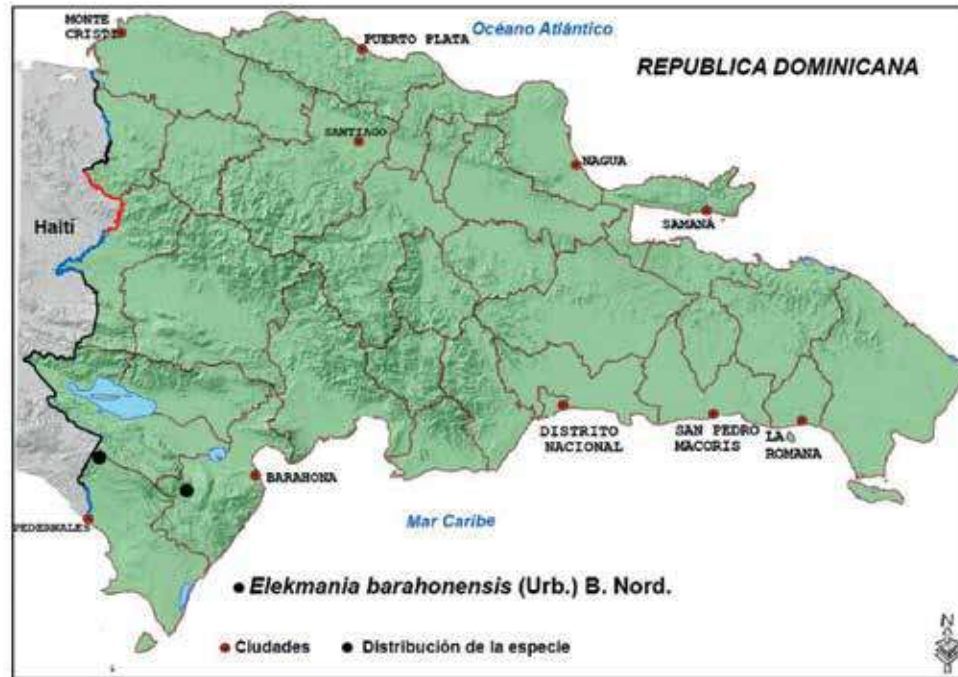 MONTE
CRISTI
Océano Atlántico
PUERTO PLATA
REPUBLICA DOMINICANA
SANTIAGO
NAGUA
SAMANÁ
Haití
DISTRITO
NACIONAL
SAN PEDRO
MACORIS
LA
ROMANA
BARAHONA
PEDERNALES
Mar Caribe
Elekmania barahonensis (Urb.) B. Nord.
Ciudades
Distribución de la especie
N